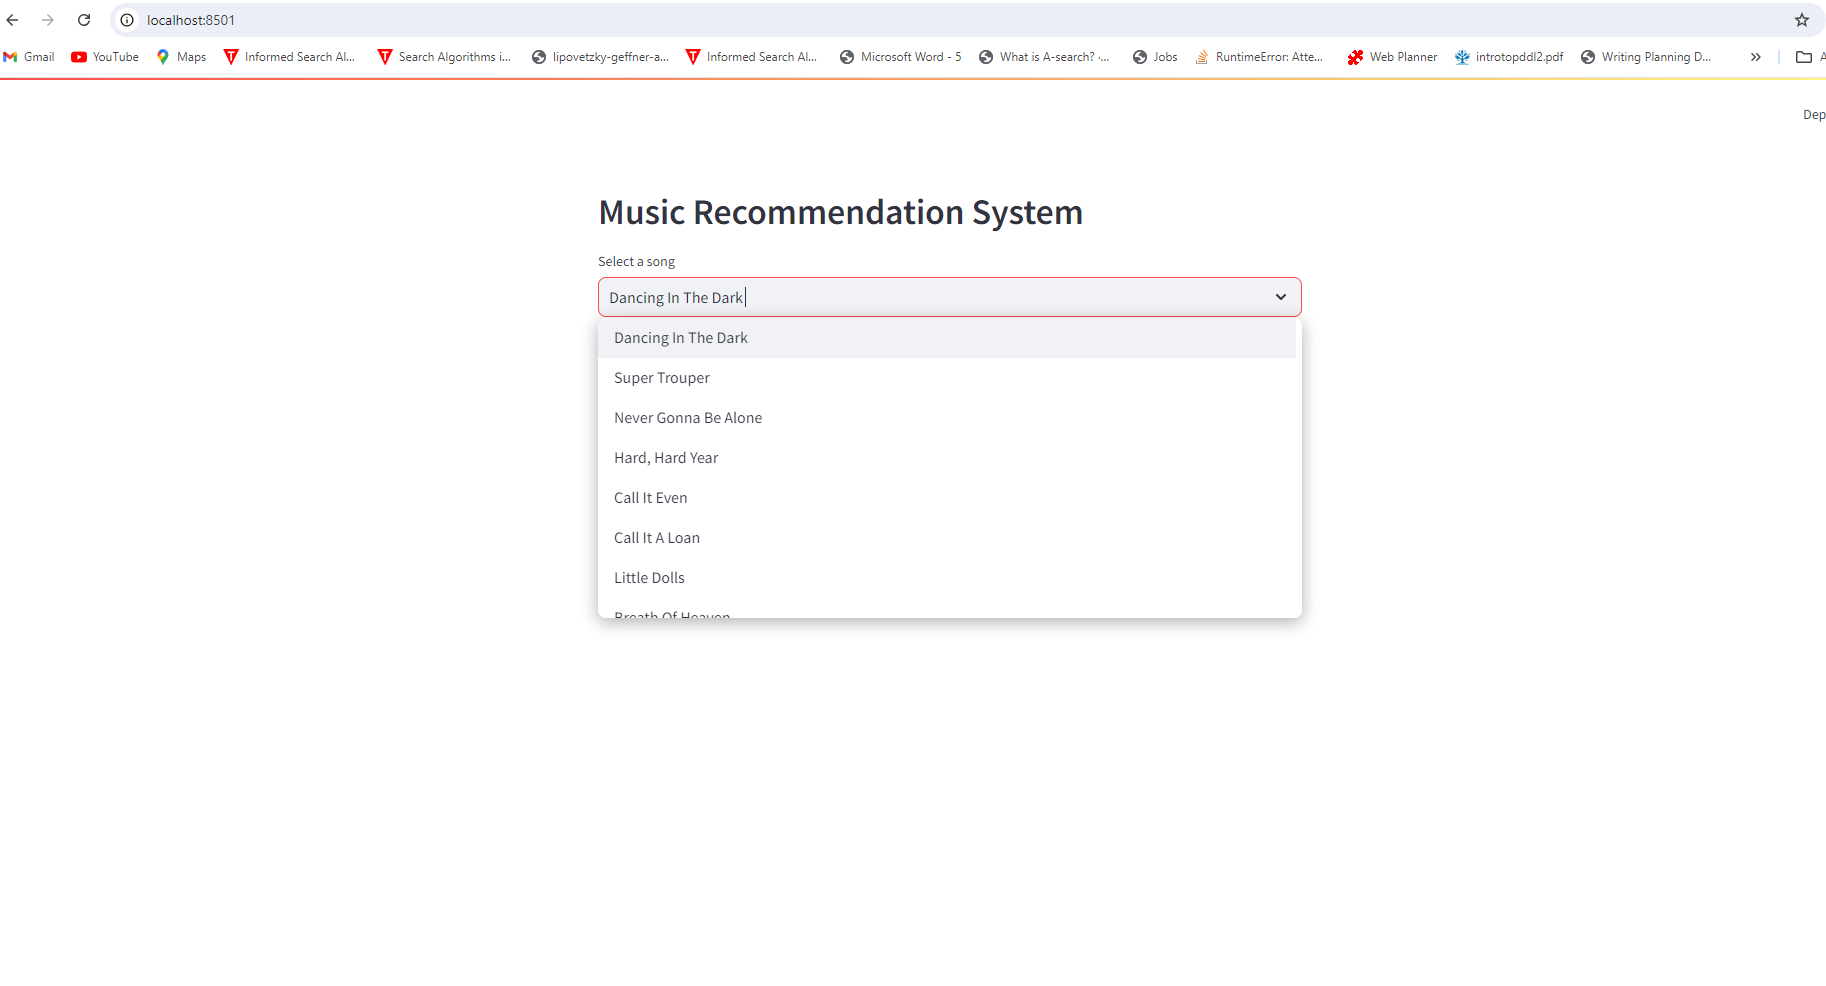 localhost:8501
Gmail YouTube Maps Informed Search Al... Search Algorithms i... lipovetzky-geffner-a... Informed Search Al... Microsoft Word - 5 What is A-search? ·... Jobs RuntimeError: Atte... Web Planner introtopddl2.pdf Writing Planning D... » A
Dep
Music Recommendation System
Select a song
Dancing In The Dark
Dancing In The Dark
Super Trouper
Never Gonna Be Alone
Hard, Hard Year
Call It Even
Call It A Loan
Little Dolls
Breath Of Heaven